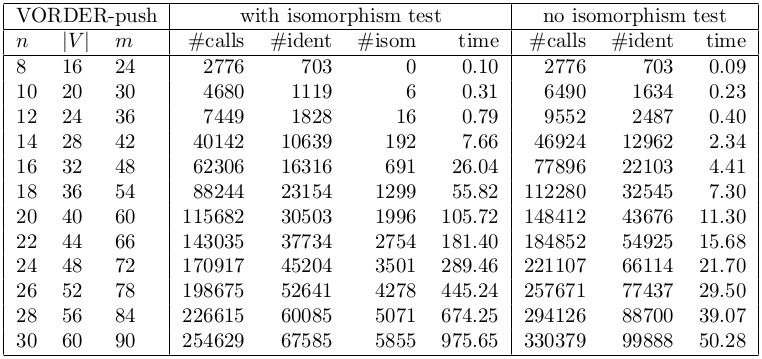 VORDER-push with isomorphism test no isomorphism test
n |V| m #calls #ident #isom time #calls #ident time
8 16 24 2776 703 0 0.10 2776 703 0.09
10 20 30 4680 1119 6 0.31 6490 1634 0.23
12 24 36 7449 1828 16 0.79 9552 2487 0.40
14 28 42 40142 10639 192 7.66 46924 12962 2.34
16 32 48 62306 16316 691 26.04 77896 22103 4.41
18 36 54 88244 23154 1299 55.82 112280 32545 7.30
20 40 60 115682 30503 1996 105.72 148412 43676 11.30
22 44 66 143035 37734 2754 181.40 184852 54925 15.68
24 48 72 170917 45204 3501 289.46 221107 66114 21.70
26 52 78 198675 52641 4278 445.24 257671 77437 29.50
28 56 84 226615 60085 5071 674.25 294126 88700 39.07
30 60 90 254629 67585 5855 975.65 330379 99888 50.28